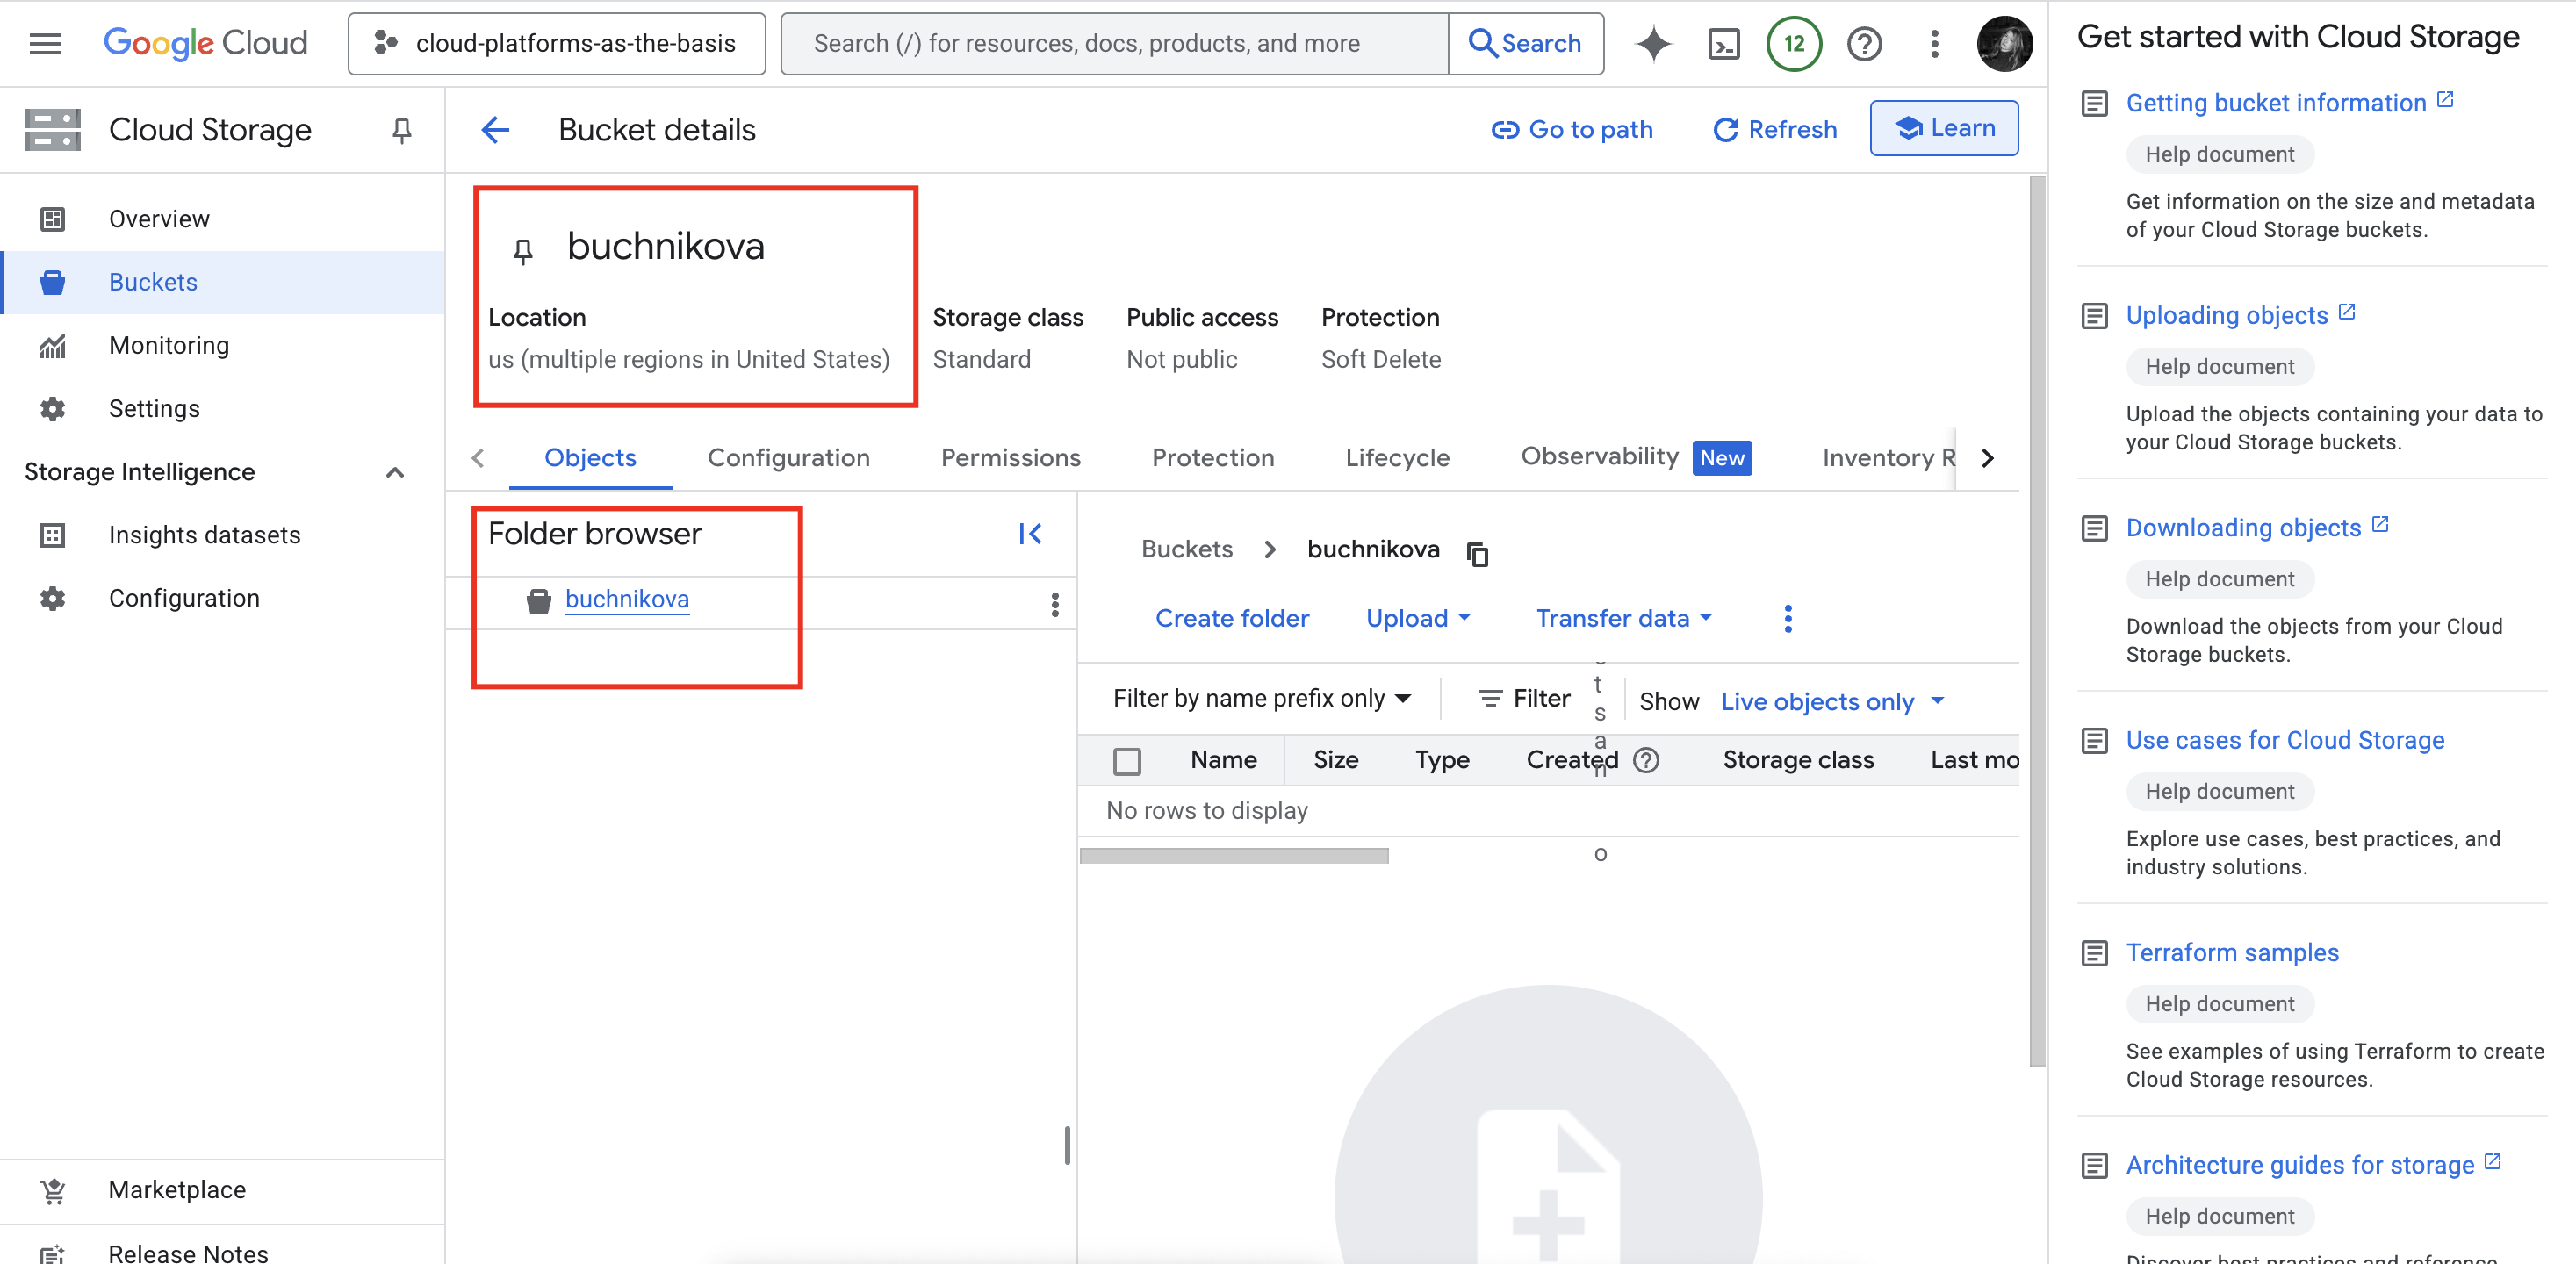 Google Cloud
cloud-platforms-as-the-basis
Search (/) for resources, docs, products, and more
Search
12
Cloud Storage
Overview
Buckets
Monitoring
Settings
Storage Intelligence
Insights datasets
Configuration
Marketplace
Release Notes
Bucket details
Go to path
Refresh
Learn
buchnikova
Location
us (multiple regions in United States)
Storage class
Standard
Public access
Not public
Protection
Soft Delete
Objects
Configuration
Permissions
Protection
Lifecycle
Observability
New
Inventory R
Folder browser
buchnikova
Buckets
buchnikova
Create folder
Upload
Transfer data
Filter by name prefix only
Filter
t
s
a
n
o
Show
Live objects only
Name
Size
Type
Created
Storage class
Last mo
No rows to display
Get started with Cloud Storage
Getting bucket information
Help document
Get information on the size and metadata
of your Cloud Storage buckets.
Uploading objects
Help document
Upload the objects containing your data to
your Cloud Storage buckets.
Downloading objects
Help document
Download the objects from your Cloud
Storage buckets.
Use cases for Cloud Storage
Help document
Explore use cases, best practices, and
industry solutions.
Terraform samples
Help document
See examples of using Terraform to create
Cloud Storage resources.
Architecture guides for storage
Help document
Discover best practices and reference